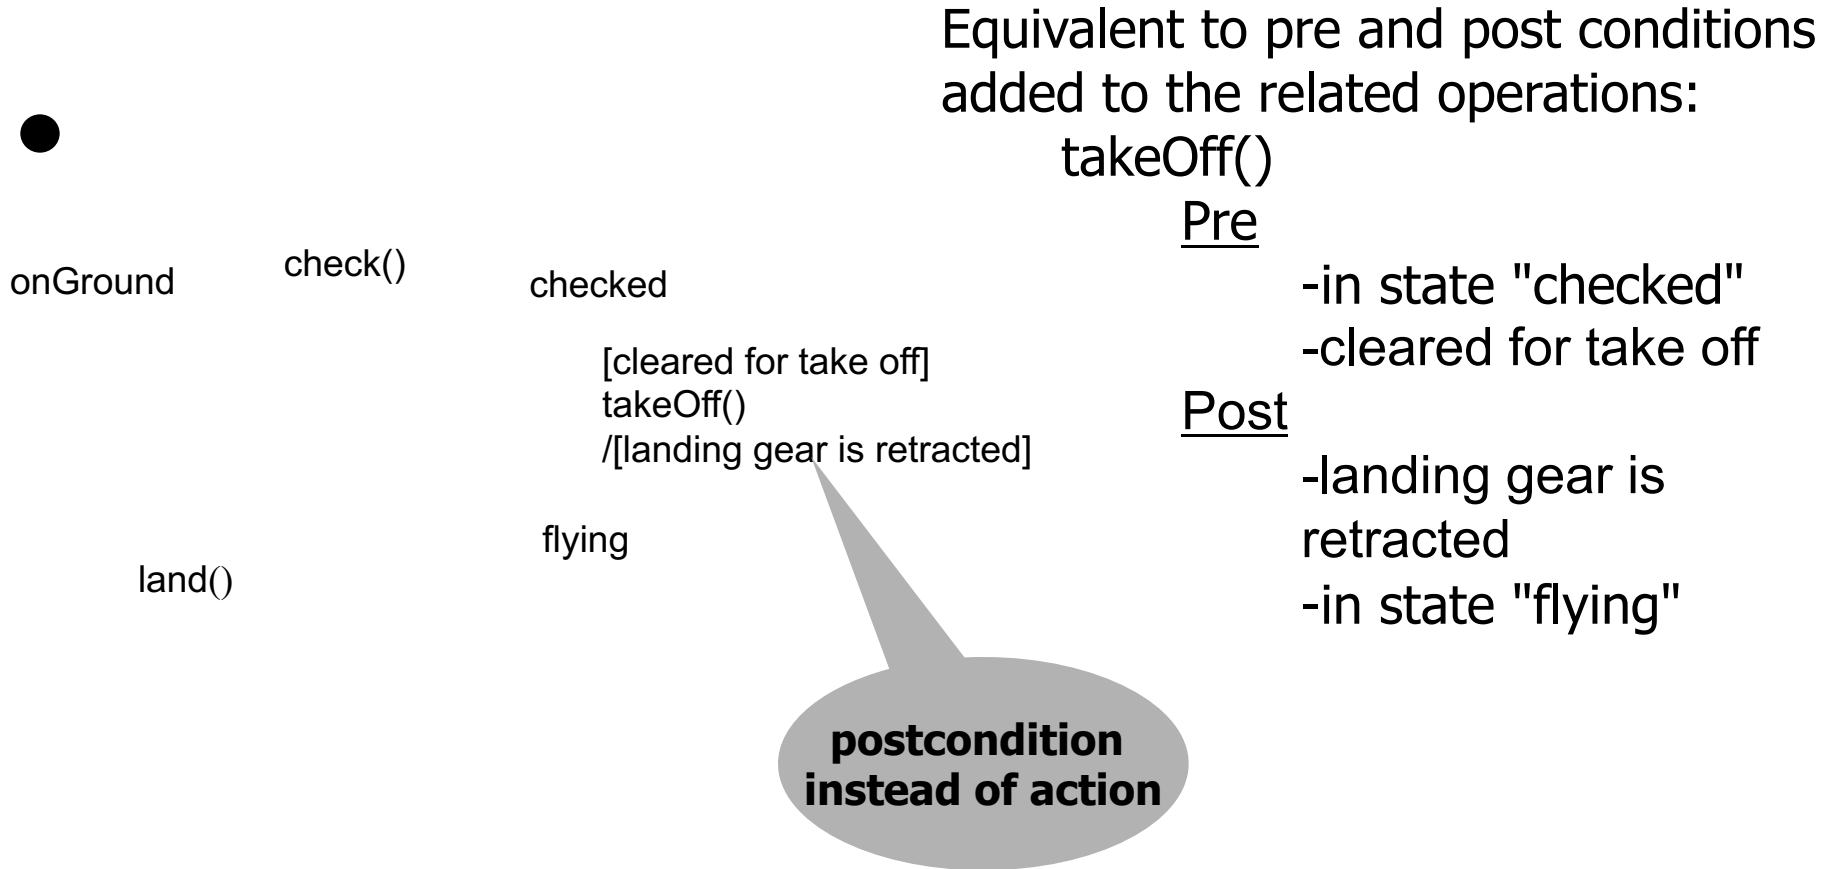 Equivalent to pre and post conditions
added to the related operations:
takeOff()
Pre
-in state "checked"
-cleared for take off
Post
-landing gear is
retracted
-in state "flying"
onGround
check()
checked
[cleared for take off]
takeOff()
/[landing gear is retracted]
flying
land()
postcondition
instead of action